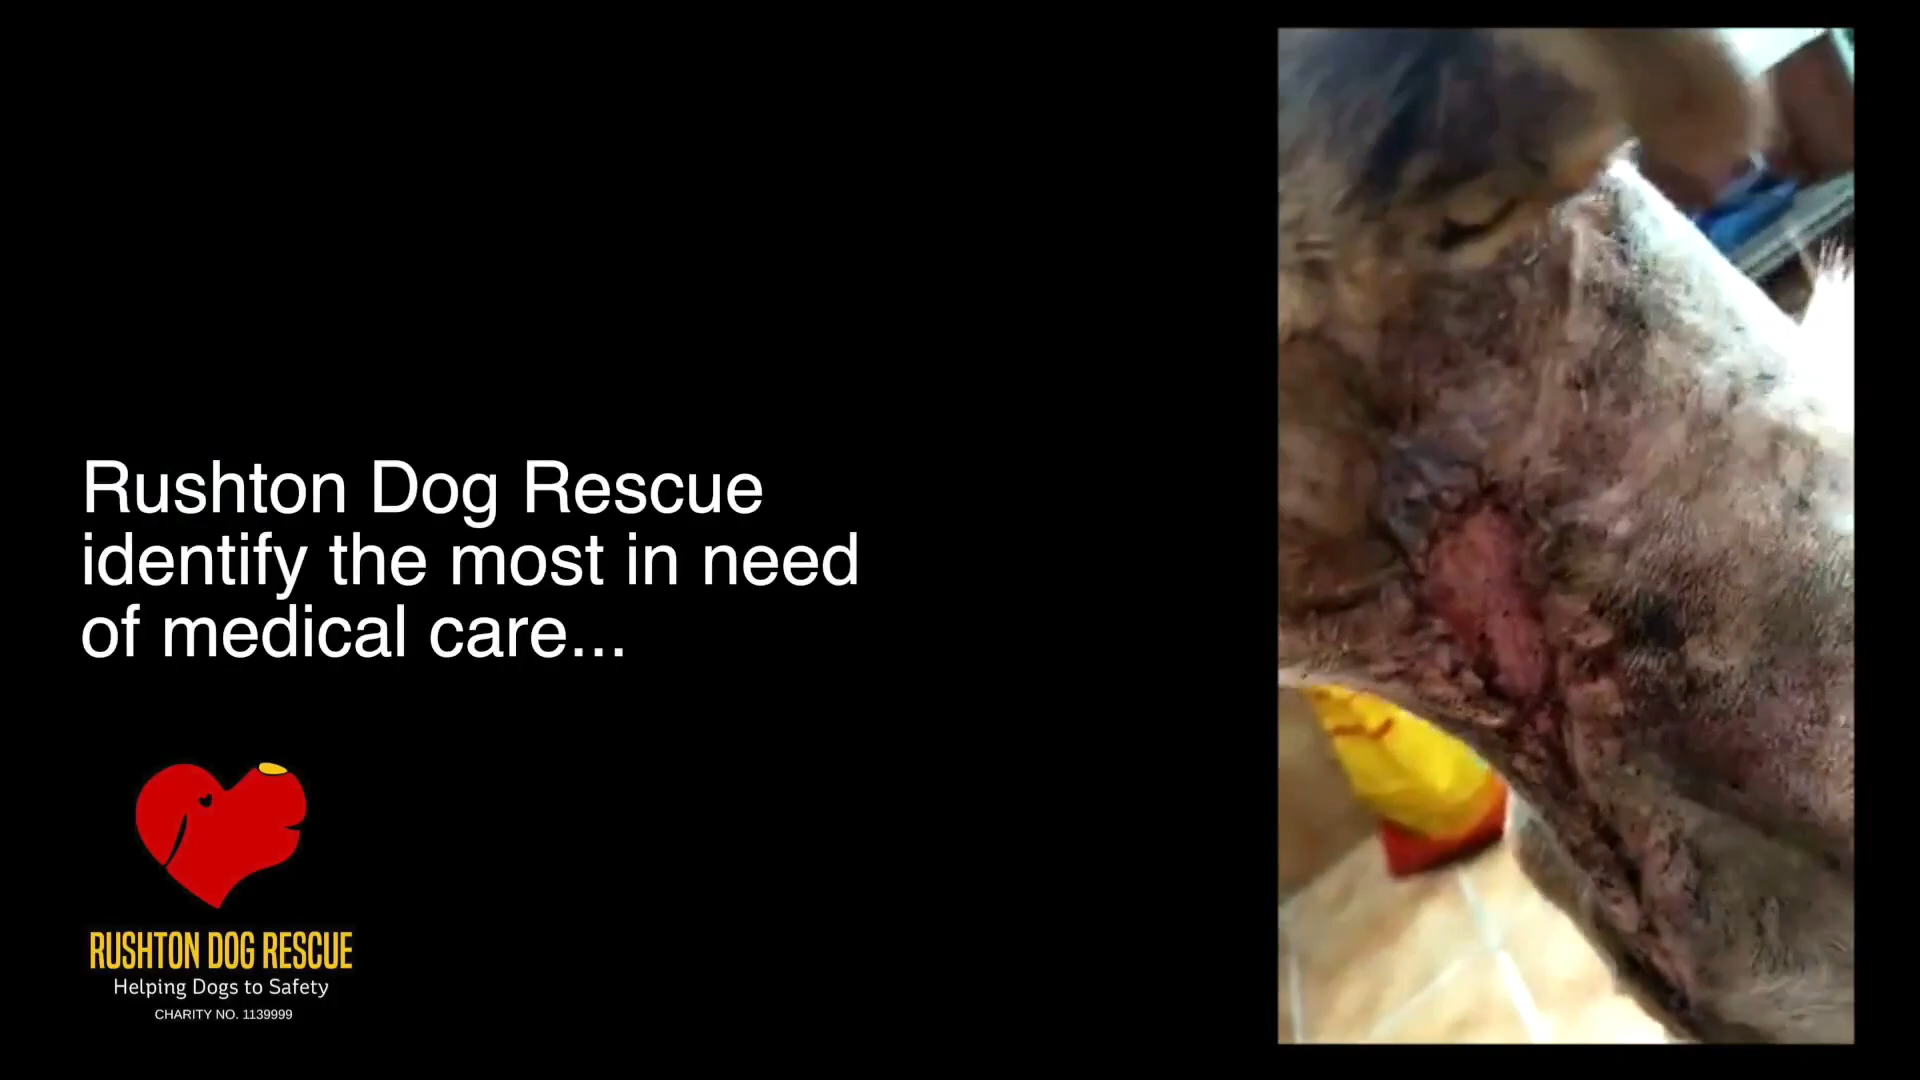 Rushton Dog Rescue
identify the most in need
of medical care...
RUSHTON DOG RESCUE
Helping Dogs to Safety
CHARITY NO. 1139999